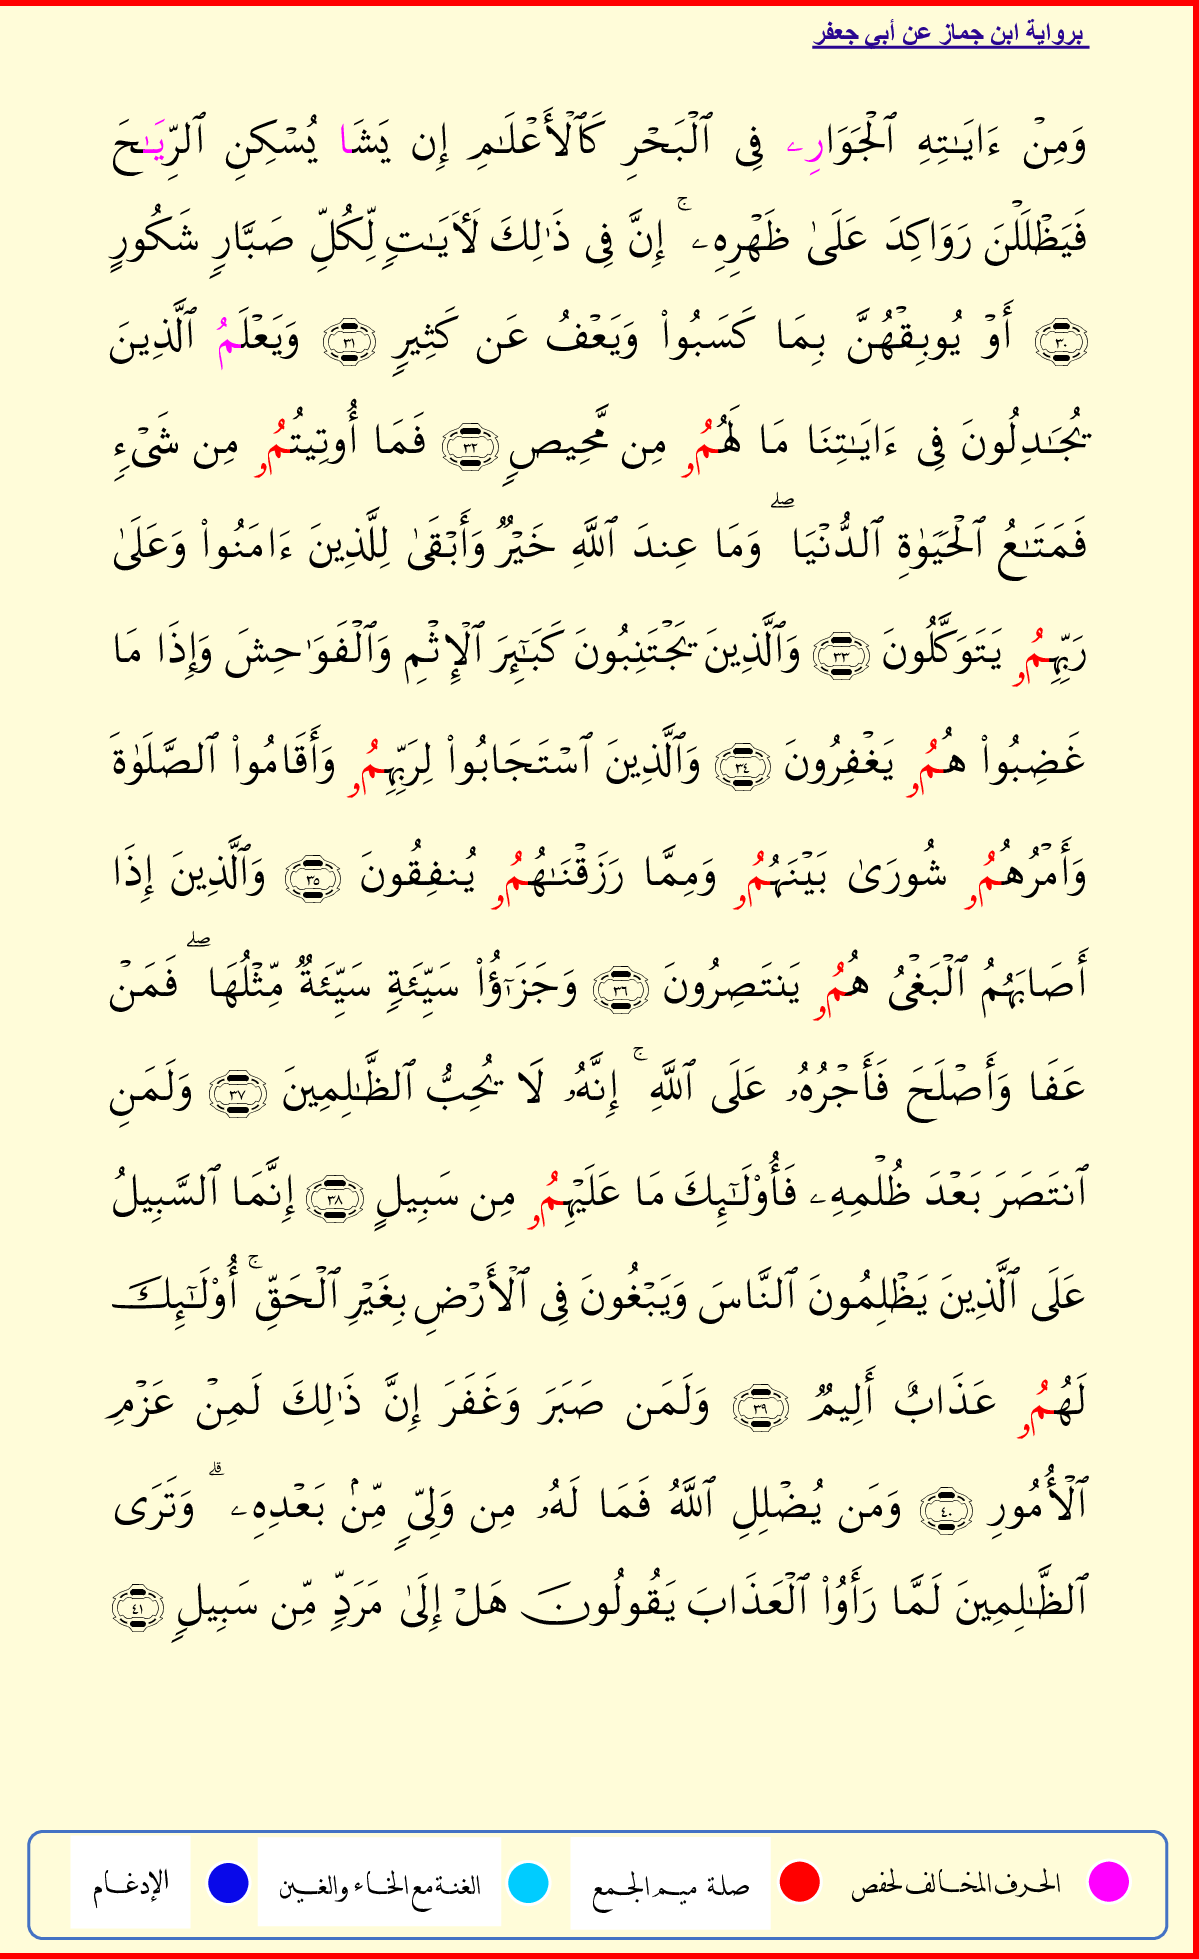 برواية ابن جماز عن أبي جعفر
وَمِنۡ ءَايَٰتِهِ ٱلۡجَوَارِۦ فِى ٱلۡبَحۡرِ كَٱلۡأَعۡلَٰمِ إِن يَشَا يُسۡكِنِ ٱلرِّيَٰحَ
فَيَظۡلَلۡنَ رَوَاكِدَ عَلَىٰ ظَهۡرِهِۦۚ إِنَّ فِى ذَٰلِكَ لَأٓيَٰتٖ لِّكُلِّ صَبَّارٖ شَكُورٍ
٣٠ أَوۡ يُوبِقۡهُنَّ بِمَا كَسَبُواْ وَيَعۡفُ عَن كَثِيرٖ ٣١ وَيَعۡلَمُ ٱلَّذِينَ
يُجَٰدِلُونَ فِى ءَايَٰتِنَا مَا لَهُمُۥ مِن مَّحِيصٖ ٣٢ فَمَا أُوتِيتُمُۥ مِن شَىۡءٖ
فَمَتَٰعُ ٱلۡحَيَوٰةِ ٱلدُّنۡيَاۖ وَمَا عِندَ ٱللَّهِ خَيۡرٞ وَأَبۡقَىٰ لِلَّذِينَ ءَامَنُواْ وَعَلَىٰ
رَبِّهِمُۥ يَتَوَكَّلُونَ ٣٣ وَٱلَّذِينَ يَجۡتَنِبُونَ كَبَٰٓئِرَ ٱلۡإِثۡمِ وَٱلۡفَوَٰحِشَ وَإِذَا مَا
غَضِبُواْ هُمُۥ يَغۡفِرُونَ ٣٤ وَٱلَّذِينَ ٱسۡتَجَابُواْ لِرَبِّهِمُۥ وَأَقَامُواْ ٱلصَّلَوٰةَ
وَأَمۡرُهُمُۥ شُورَىٰ بَيۡنَهُمُۥ وَمِمَّا رَزَقۡنَٰهُمُۥ يُنفِقُونَ ٣٥ وَٱلَّذِينَ إِذَا
أَصَابَهُمُ ٱلۡبَغۡىُ هُمُۥ يَنتَصِرُونَ ٣٦ وَجَزَٰٓؤُاْ سَيِّئَةٖ سَيِّئَةٞ مِّثۡلُهَاۖ فَمَنۡ
عَفَا وَأَصۡلَحَ فَأَجۡرُهُۥ عَلَى ٱللَّهِۚ إِنَّهُۥ لَا يُحِبُّ ٱلظَّٰلِمِينَ ٣٧ وَلَمَنِ
ٱنتَصَرَ بَعۡدَ ظُلۡمِهِۦ فَأُوْلَٰٓئِكَ مَا عَلَيۡهِمُۥ مِن سَبِيلٍ ٣٨ إِنَّمَا ٱلسَّبِيلُ
عَلَى ٱلَّذِينَ يَظۡلِمُونَ ٱلنَّاسَ وَيَبۡغُونَ فِى ٱلۡأَرۡضِ بِغَيۡرِ ٱلۡحَقِّۚ أُوْلَٰٓئِكَ
لَهُمُۥ عَذَابٌ أَلِيمٞ ٣٩ وَلَمَن صَبَرَ وَغَفَرَ إِنَّ ذَٰلِكَ لَمِنۡ عَزۡمِ
ٱلۡأُمُورِ ٤٠ وَمَن يُضۡلِلِ ٱللَّهُ فَمَا لَهُۥ مِن وَلِىّٖ مِّنۢ بَعۡدِهِۦۗ وَتَرَى
ٱلظَّٰلِمِينَ لَمَّا رَأَوُاْ ٱلۡعَذَابَ يَقُولُونَ هَلۡ إِلَىٰ مَرَدّٖ مِّن سَبِيلٖ ٤١
الحرف المخالف لحفص صلة ميم الجمع الغنة مع الخاء والغين الإدغام